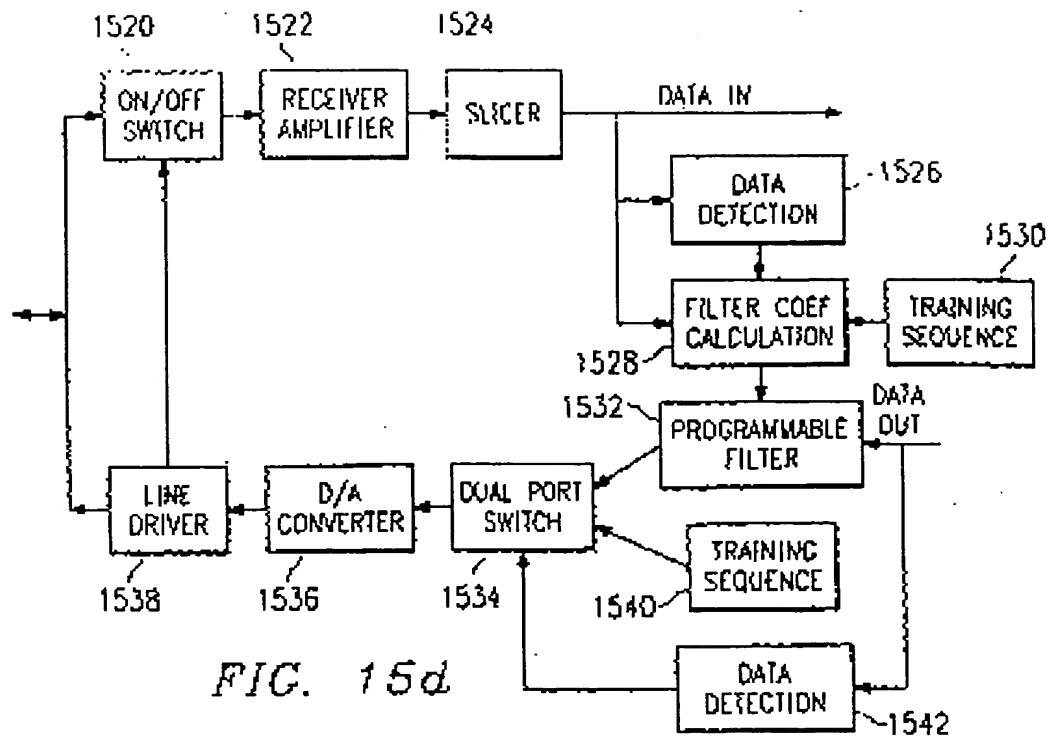 1520
1522
1524
ON/OFF
SWITCH
RECEIVER
AMPLIFIER
SLICER
DATA IN
DATA
DETECTION
1526
1530
FILTER COEF
CALCULATION
1528
TRAINING
SEQUENCE
1532
PROGRAMMABLE
FILTER
DATA
OUT
LINE
DRIVER
D/A
CONVERTER
DUAL PORT
SWITCH
TRAINING
SEQUENCE
1538
1536
1534
1540
FIG. 15d
DATA
DETECTION
1542